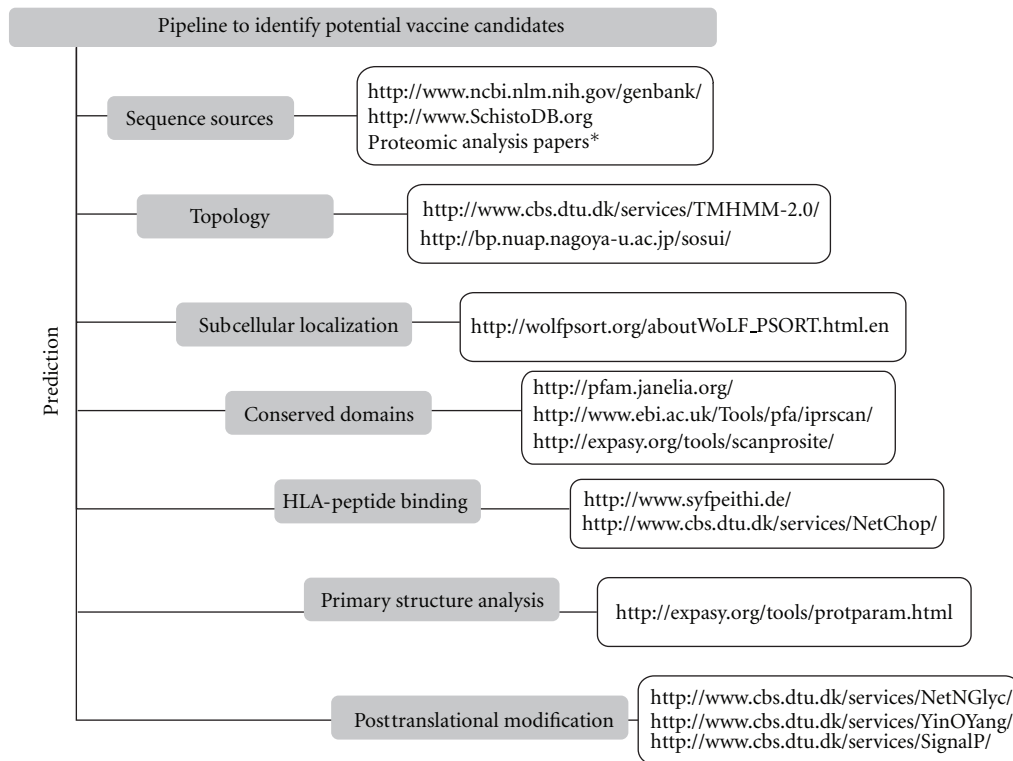 Pipeline to identify potential vaccine candidates
Prediction
Sequence sources
http://www.ncbi.nlm.nih.gov/genbank/
http://www.SchistoDB.org
Proteomic analysis papers*
Topology
http://www.cbs.dtu.dk/services/TMHMM-2.0/
http://bp.nuap.nagoya-u.ac.jp/sosui/
Subcellular localization
http://wolfpsort.org/aboutWoLF_PSORT.html.en
Conserved domains
http://pfam.janelia.org/
http://www.ebi.ac.uk/Tools/pfa/iprscan/
http://expasy.org/tools/scanprosite/
HLA-peptide binding
http://www.syfpeithi.de/
http://www.cbs.dtu.dk/services/NetChop/
Primary structure analysis
http://expasy.org/tools/protparam.html
Posttranslational modification
http://www.cbs.dtu.dk/services/NetNGlyc/
http://www.cbs.dtu.dk/services/YinOYang/
http://www.cbs.dtu.dk/services/SignalP/